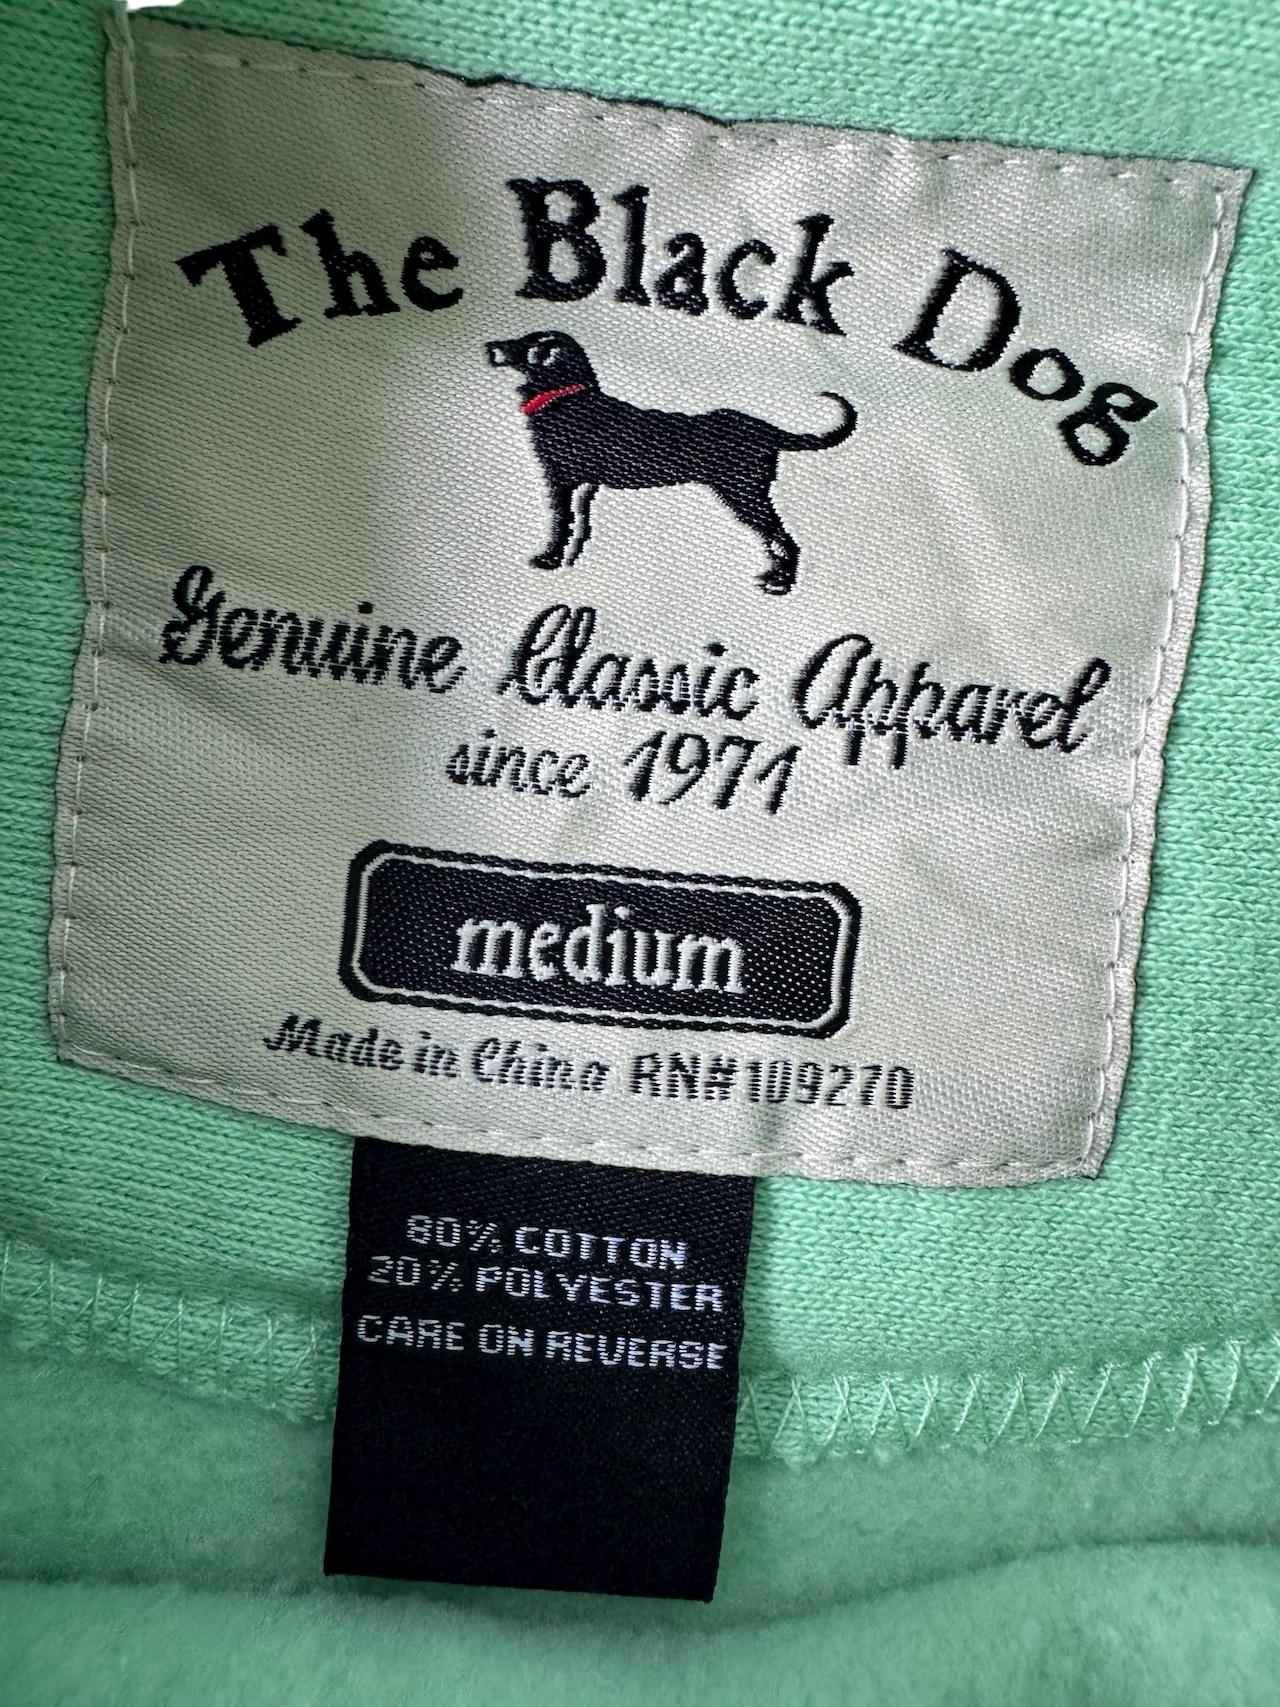 The Black Dog
Genuine Classic Apparel
since 1971
medium
Made in China RN#109270
80% COTTON
20% POLYESTER
CARE ON REVERSE